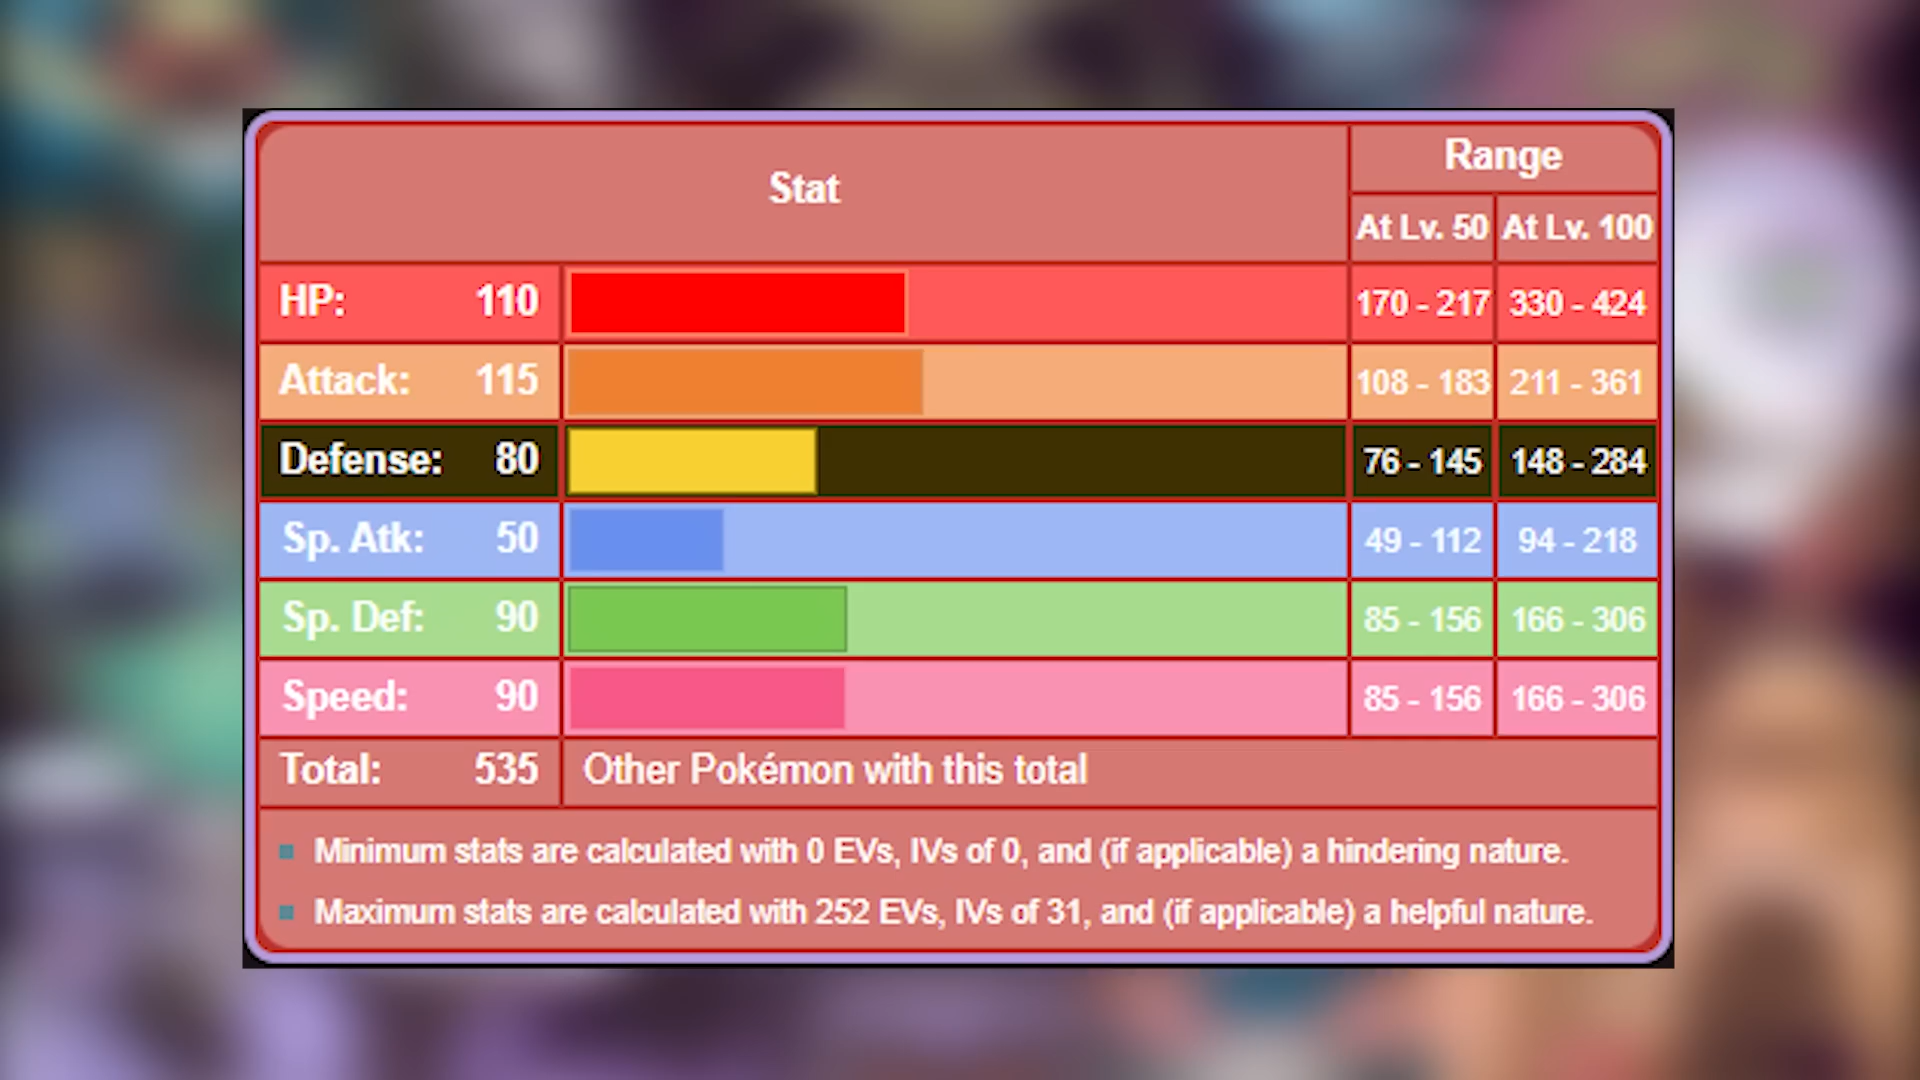 Stat
Range
At Lv. 50 At Lv. 100
HP: 110 170 - 217 330 - 424
Attack: 115 108 - 183 211 - 361
Defense: 80 76 - 145 148 - 284
Sp. Atk: 50 49 - 112 94 - 218
Sp. Def: 90 85 - 156 166 - 306
Speed: 90 85 - 156 166 - 306
Total: 535 Other Pokémon with this total
Minimum stats are calculated with 0 EVs, IVs of 0, and (if applicable) a hindering nature.
Maximum stats are calculated with 252 EVs, IVs of 31, and (if applicable) a helpful nature.